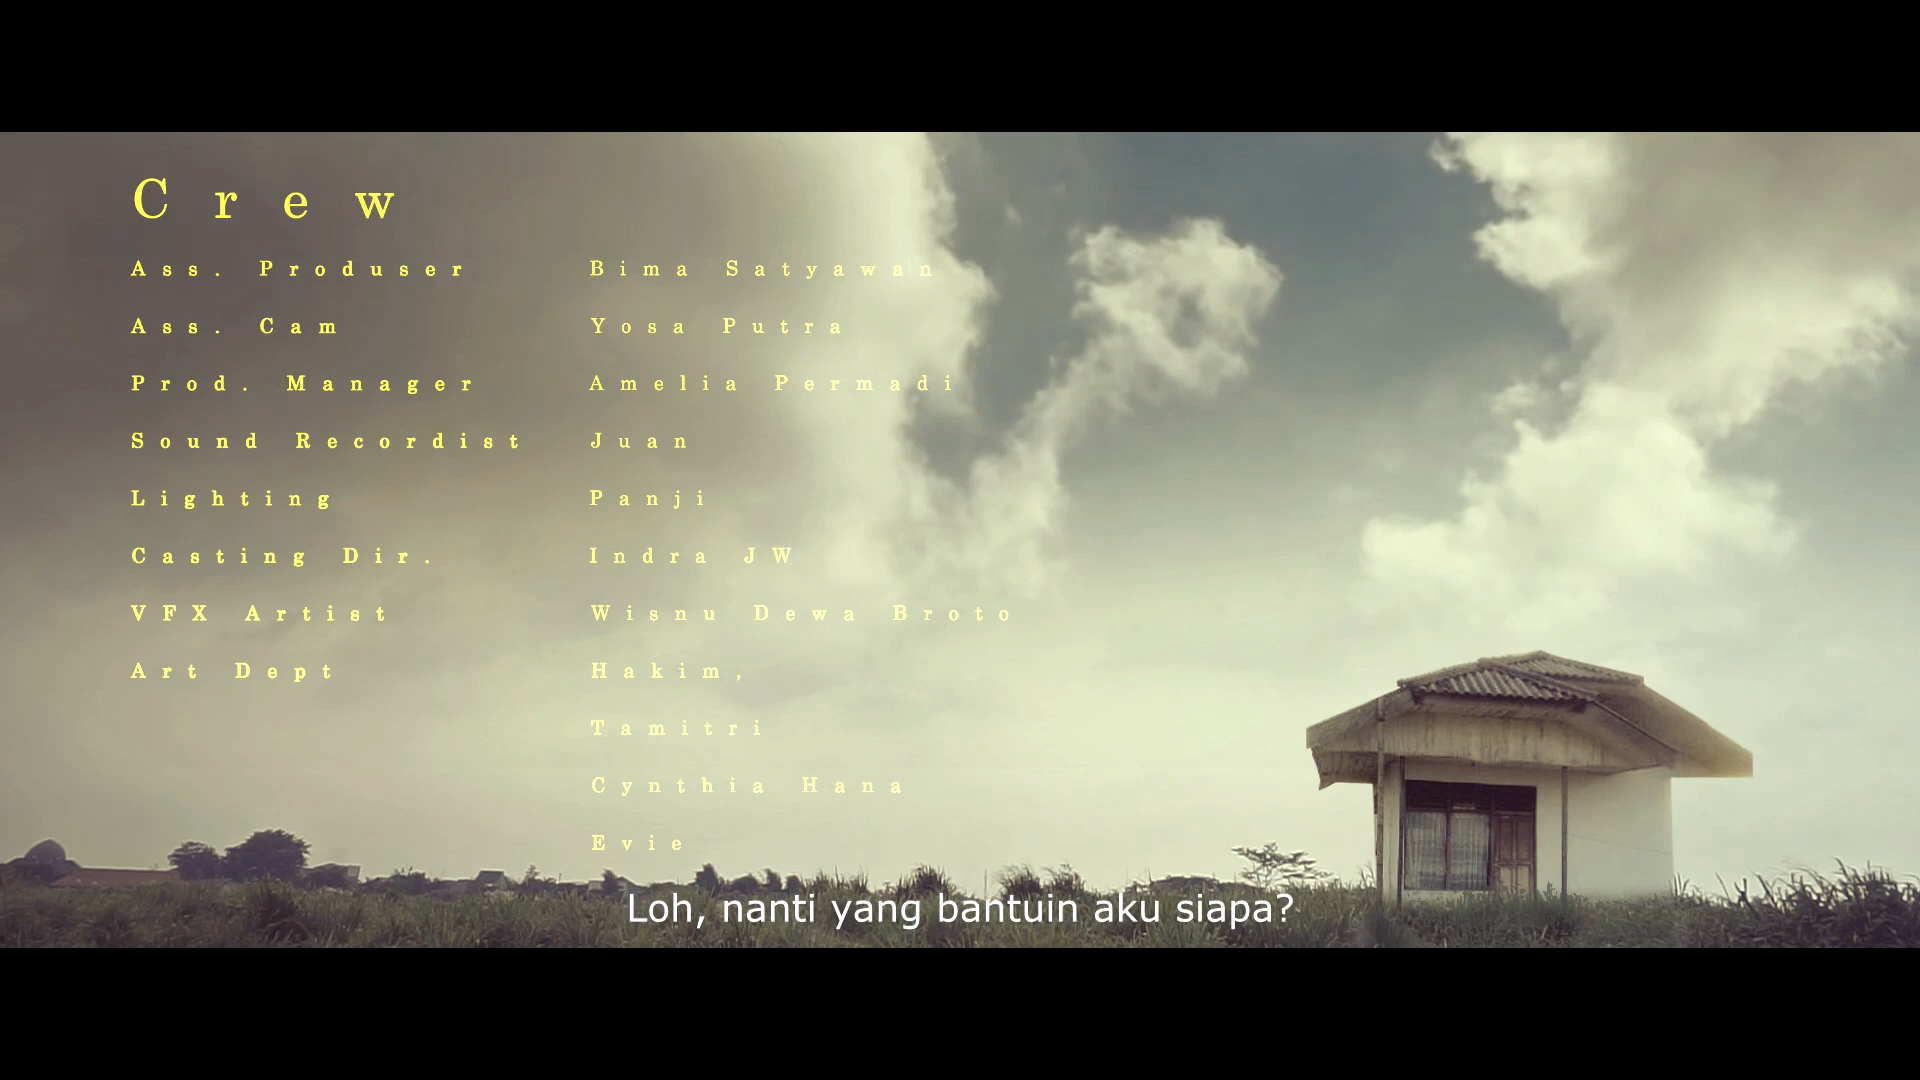 Crew
Ass. Produser Bima Satyawan
Ass. Cam Yosa Putra
Prod. Manager Amelia Permadi
Sound Recordist Juan
Lighting Panji
Casting Dir. Indra JW
VFX Artist Wisnu Dewa Broto
Art Dept Hakim,
Tamitri
Cynthia Hana
Evie
Loh, nanti yang bantuin aku siapa?